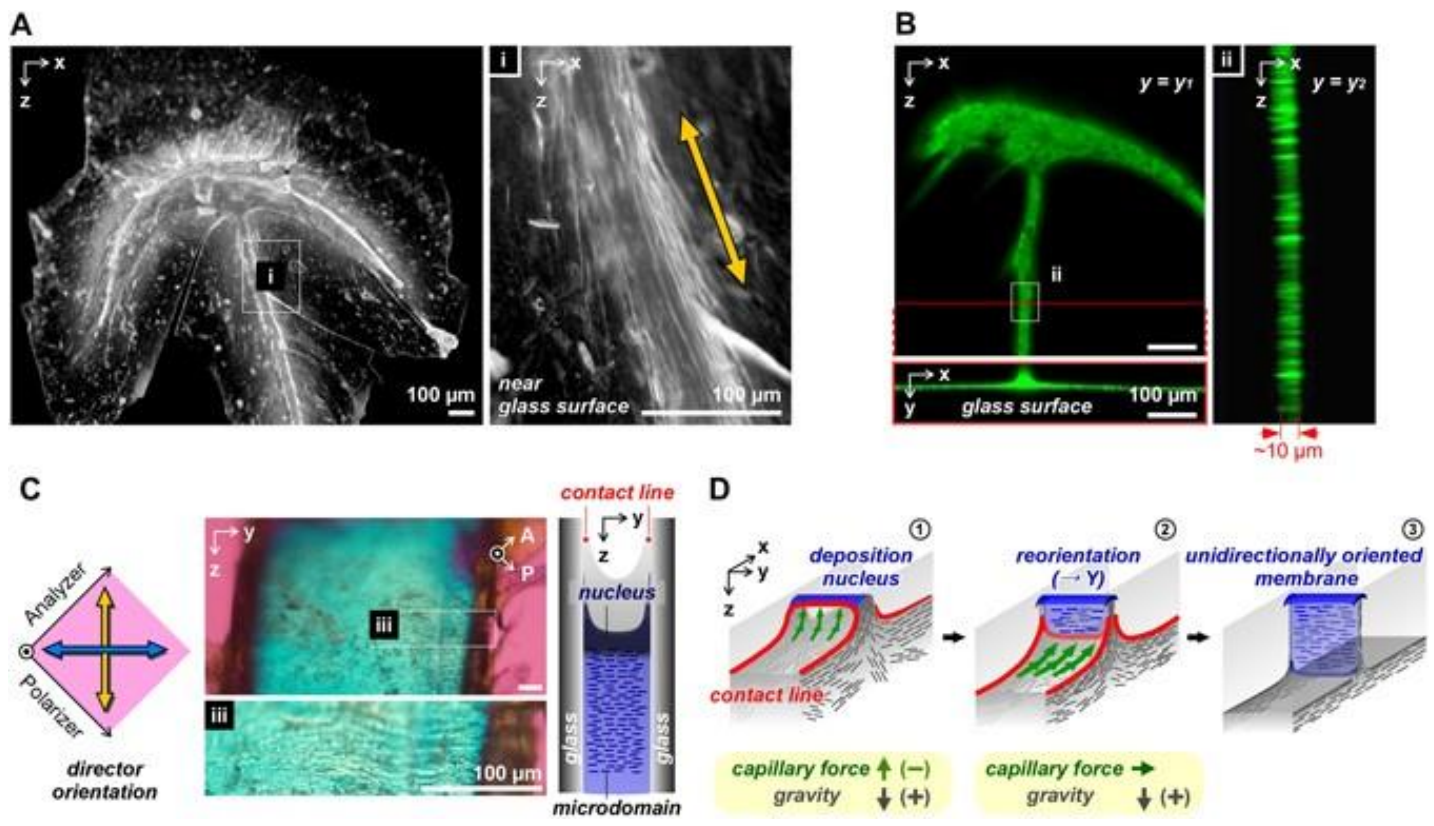 A
x
z
i
100 µm
i
x
z
near
glass surface
100 µm
B
x
z
y = y1
ii
x
y
glass surface
100 µm
ii
x
z
y = y2
~10 µm
C
Analyzer
Polarizer
director
orientation
y
z
A
P
iii
iii
100 µm
contact line
y
z
nucleus
glass
glass
microdomain
D
x
y
z
1
deposition
nucleus
contact line
capillary force ↑ (−)
gravity ↓ (+)
2
reorientation
(→ Y)
capillary force →
gravity ↓ (+)
3
unidirectionally oriented
membrane